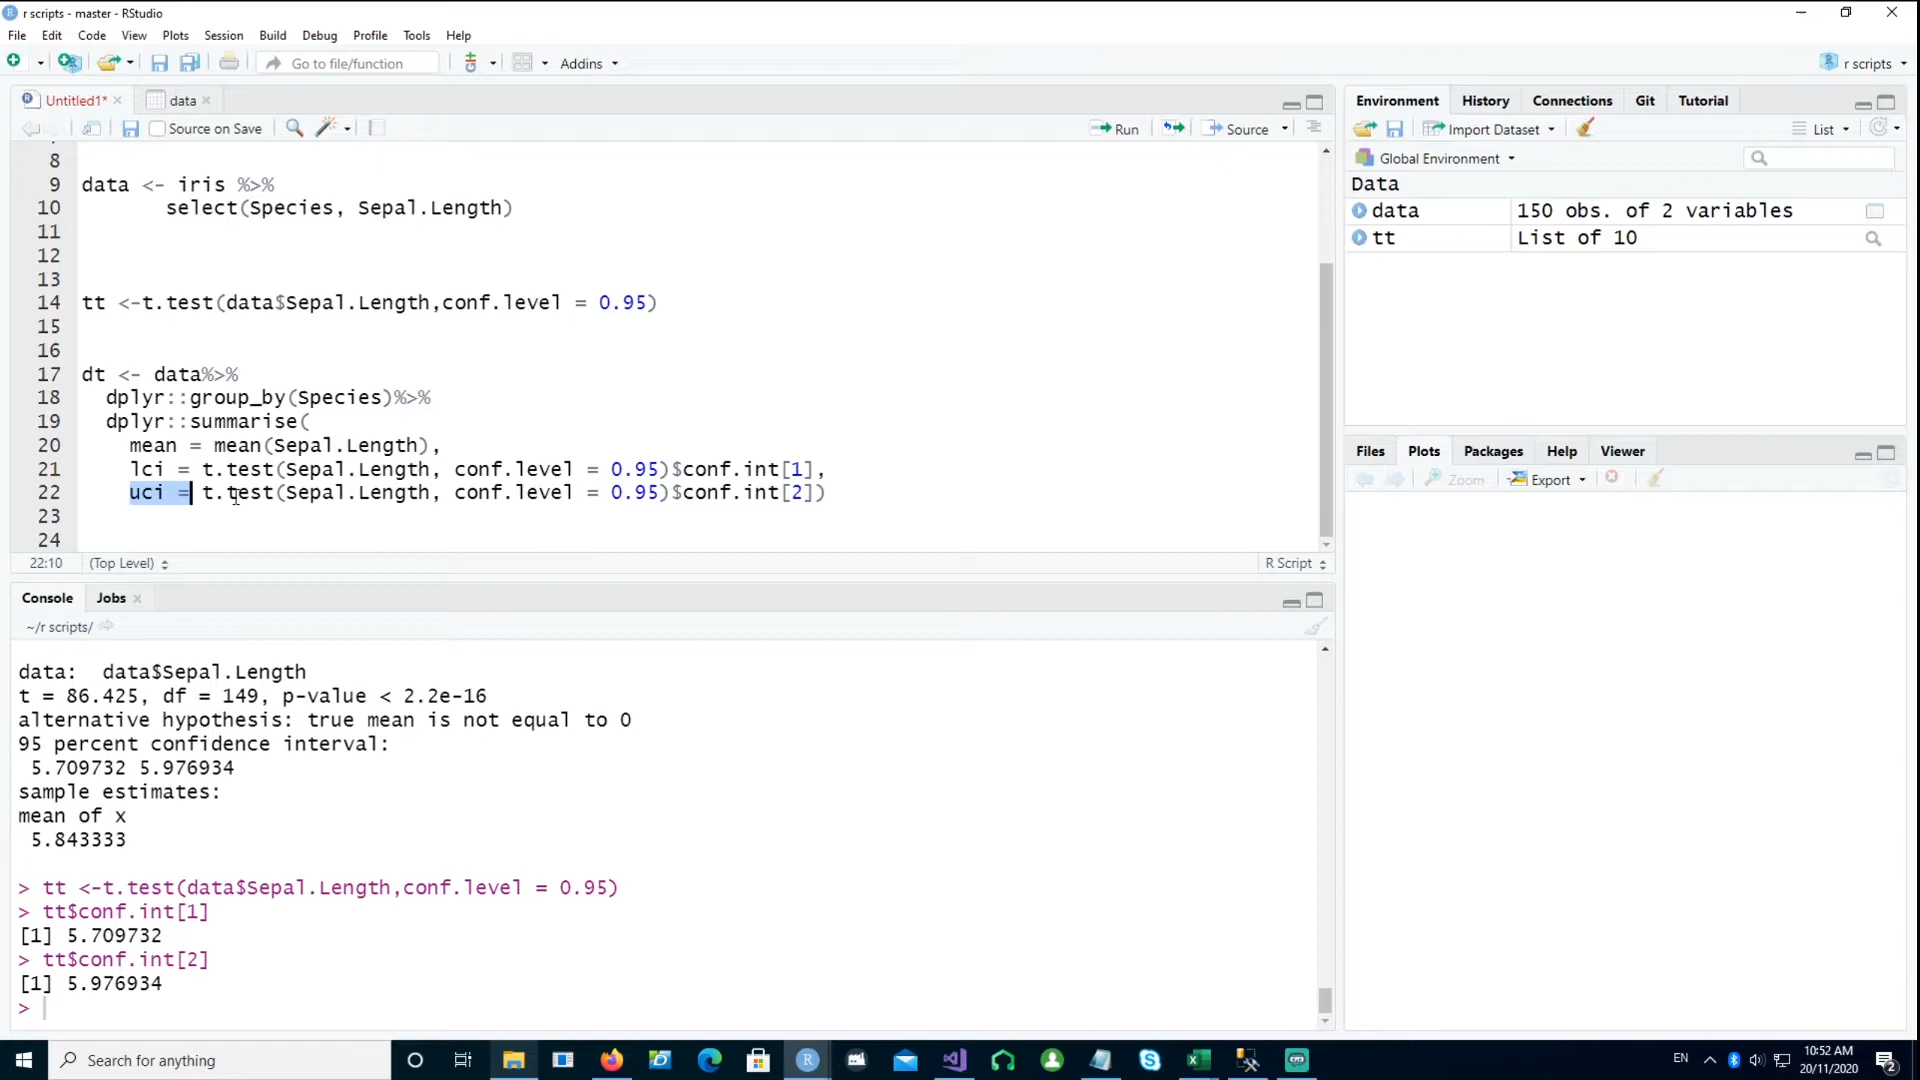 r scripts - master - RStudio
File Edit Code View Plots Session Build Debug Profile Tools Help
Go to file/function Addins r scripts
Untitled1* data
Source on Save Run Source
8
9 data <- iris %>%
10 select(Species, Sepal.Length)
11
12
13
14 tt <-t.test(data$Sepal.Length,conf.level = 0.95)
15
16
17 dt <- data%>%
18 dplyr::group_by(Species)%>%
19 dplyr::summarise(
20 mean = mean(Sepal.Length),
21 lci = t.test(Sepal.Length, conf.level = 0.95)$conf.int[1],
22 uci = t.test(Sepal.Length, conf.level = 0.95)$conf.int[2])
23
24
22:10 (Top Level) R Script
Console Jobs
~/r scripts/
data: data$Sepal.Length
t = 86.425, df = 149, p-value < 2.2e-16
alternative hypothesis: true mean is not equal to 0
95 percent confidence interval:
5.709732 5.976934
sample estimates:
mean of x
5.843333
> tt <-t.test(data$Sepal.Length,conf.level = 0.95)
> tt$conf.int[1]
[1] 5.709732
> tt$conf.int[2]
[1] 5.976934
>
Environment History Connections Git Tutorial
Import Dataset List
Global Environment
Data
data 150 obs. of 2 variables
tt List of 10
Files Plots Packages Help Viewer
Zoom Export
Search for anything
EN 10:52 AM
20/11/2020 2